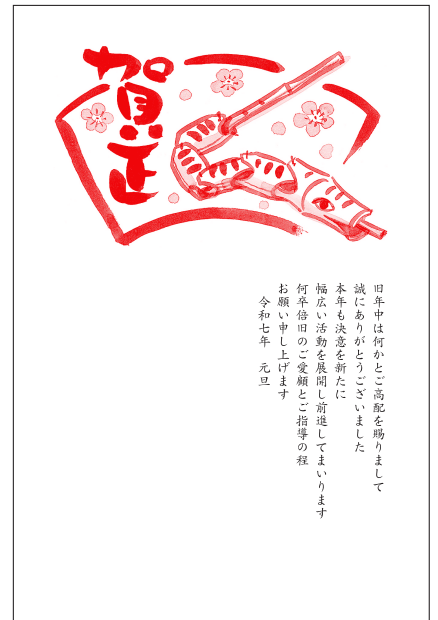 賀正
旧年中は何かとご高配を賜りまして
誠にありがとうございました
本年も決意を新たに
幅広い活動を展開し前進してまいります
何卒倍旧のご愛顧とご指導の程
お願い申し上げます
令和七年　元旦